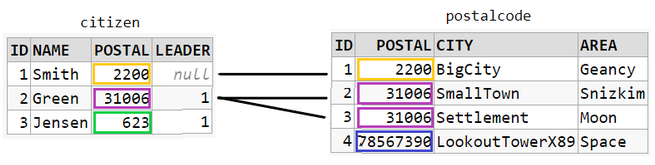 citizen
ID NAME POSTAL LEADER
1 Smith 2200 null
2 Green 31006 1
3 Jensen 623 1
postalcode
ID POSTAL CITY AREA
1 2200 BigCity Geancy
2 31006 SmallTown Snizkim
3 31006 Settlement Moon
4 78567390 LookoutTowerX89 Space